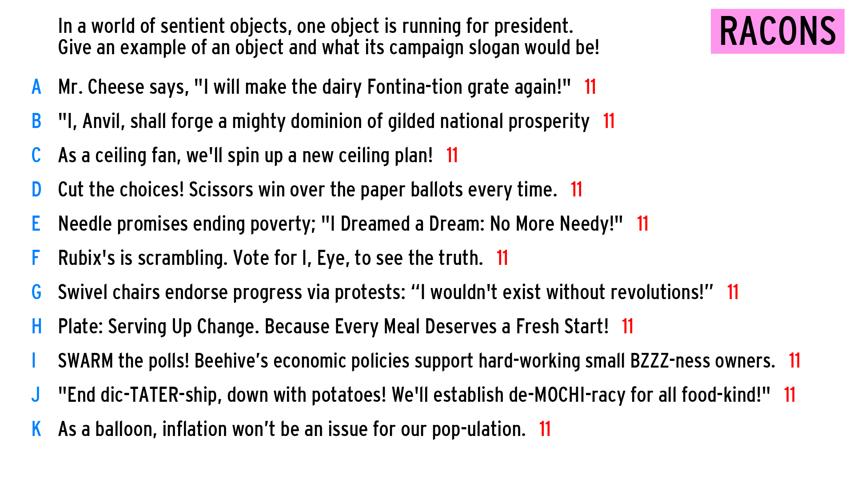 In a world of sentient objects, one object is running for president.
Give an example of an object and what its campaign slogan would be!
RACONS
A Mr. Cheese says, "I will make the dairy Fontina-tion grate again!" 11
B "I, Anvil, shall forge a mighty dominion of gilded national prosperity 11
C As a ceiling fan, we'll spin up a new ceiling plan! 11
D Cut the choices! Scissors win over the paper ballots every time. 11
E Needle promises ending poverty; "I Dreamed a Dream: No More Needy!" 11
F Rubix's is scrambling. Vote for I, Eye, to see the truth. 11
G Swivel chairs endorse progress via protests: “I wouldn't exist without revolutions!” 11
H Plate: Serving Up Change. Because Every Meal Deserves a Fresh Start! 11
I SWARM the polls! Beehive’s economic policies support hard-working small BZZZ-ness owners. 11
J "End dic-TATER-ship, down with potatoes! We'll establish de-MOCHI-racy for all food-kind!" 11
K As a balloon, inflation won’t be an issue for our pop-ulation. 11